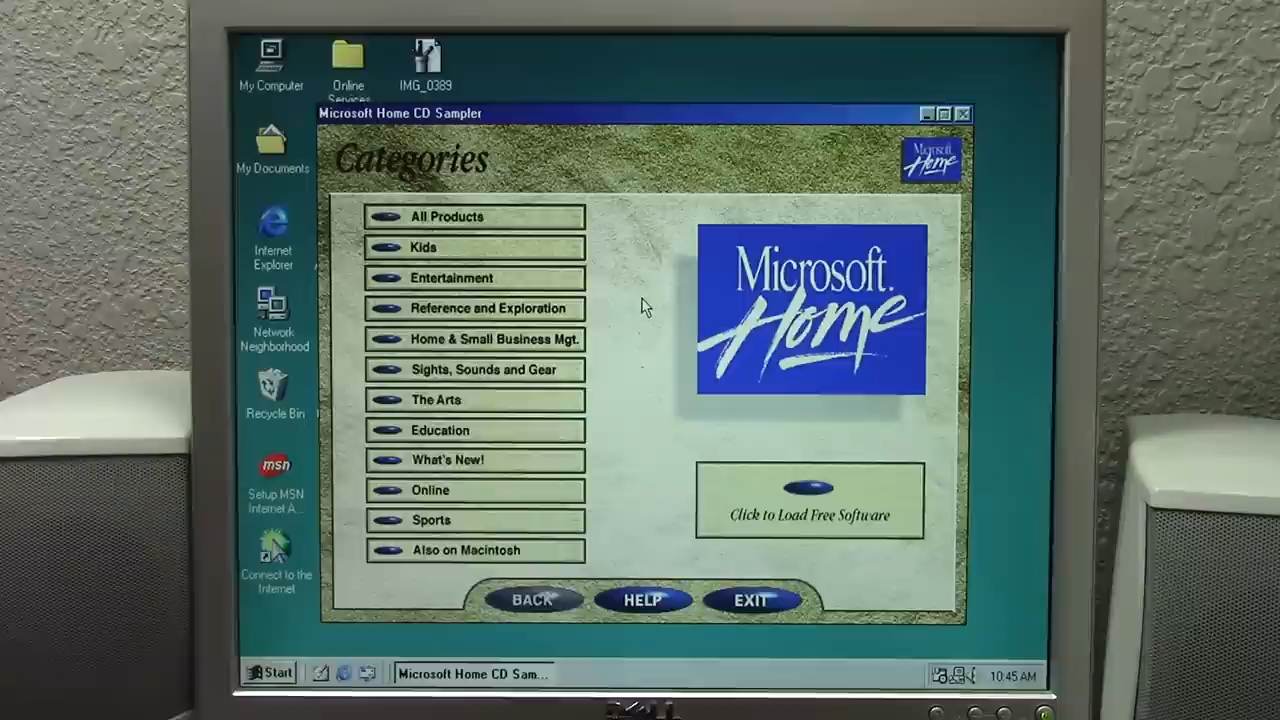 My Computer
Online
Services
IMG_0389
My Documents
Internet
Explorer
Network
Neighborhood
Recycle Bin
msn
Setup MSN
Internet A...
Connect to the
Internet
Microsoft Home CD Sampler
Categories
Microsoft
Home
All Products
Kids
Entertainment
Reference and Exploration
Home & Small Business Mgt.
Sights, Sounds and Gear
The Arts
Education
What's New!
Online
Sports
Also on Macintosh
Microsoft.
Home
Click to Load Free Software
BACK
HELP
EXIT
Start
Microsoft Home CD Sam...
10:45 AM
DELL